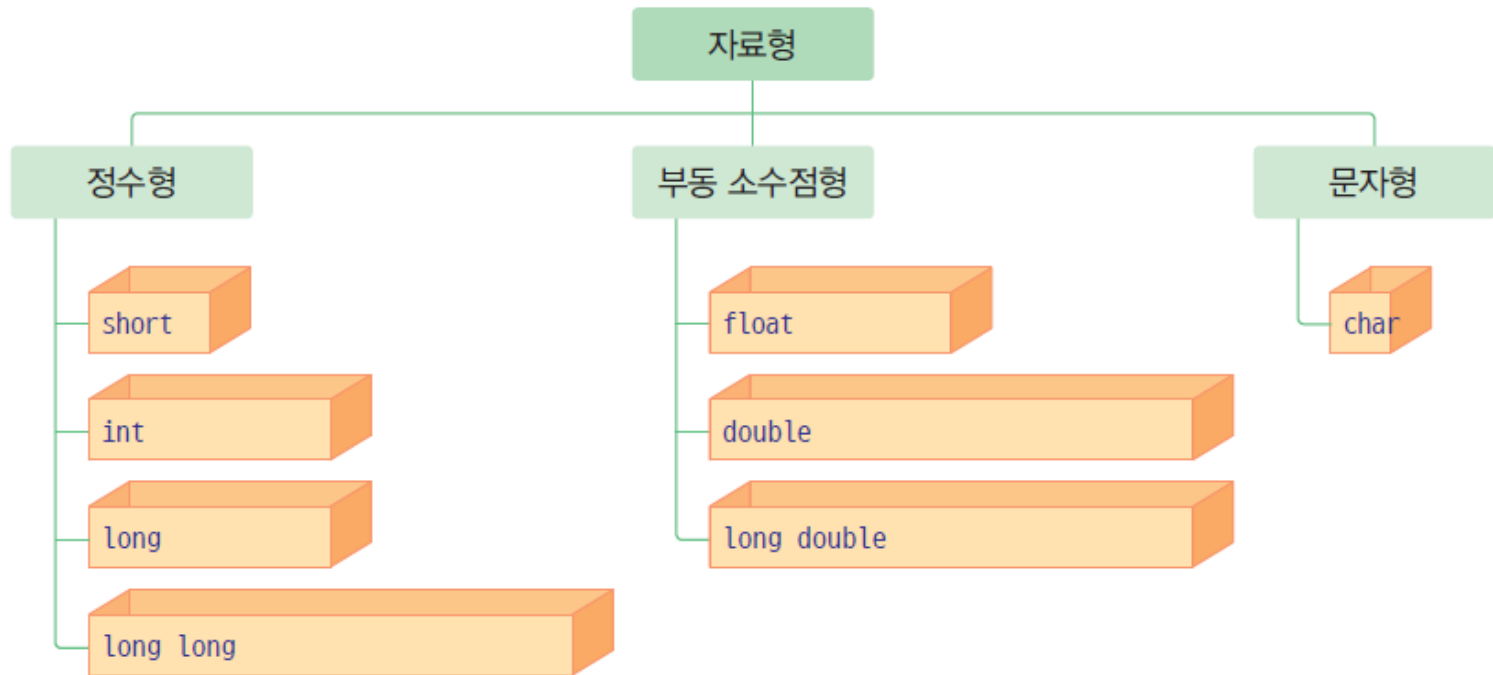 자료형
정수형
부동 소수점형
문자형
short
float
char
int
double
long
long double
long long